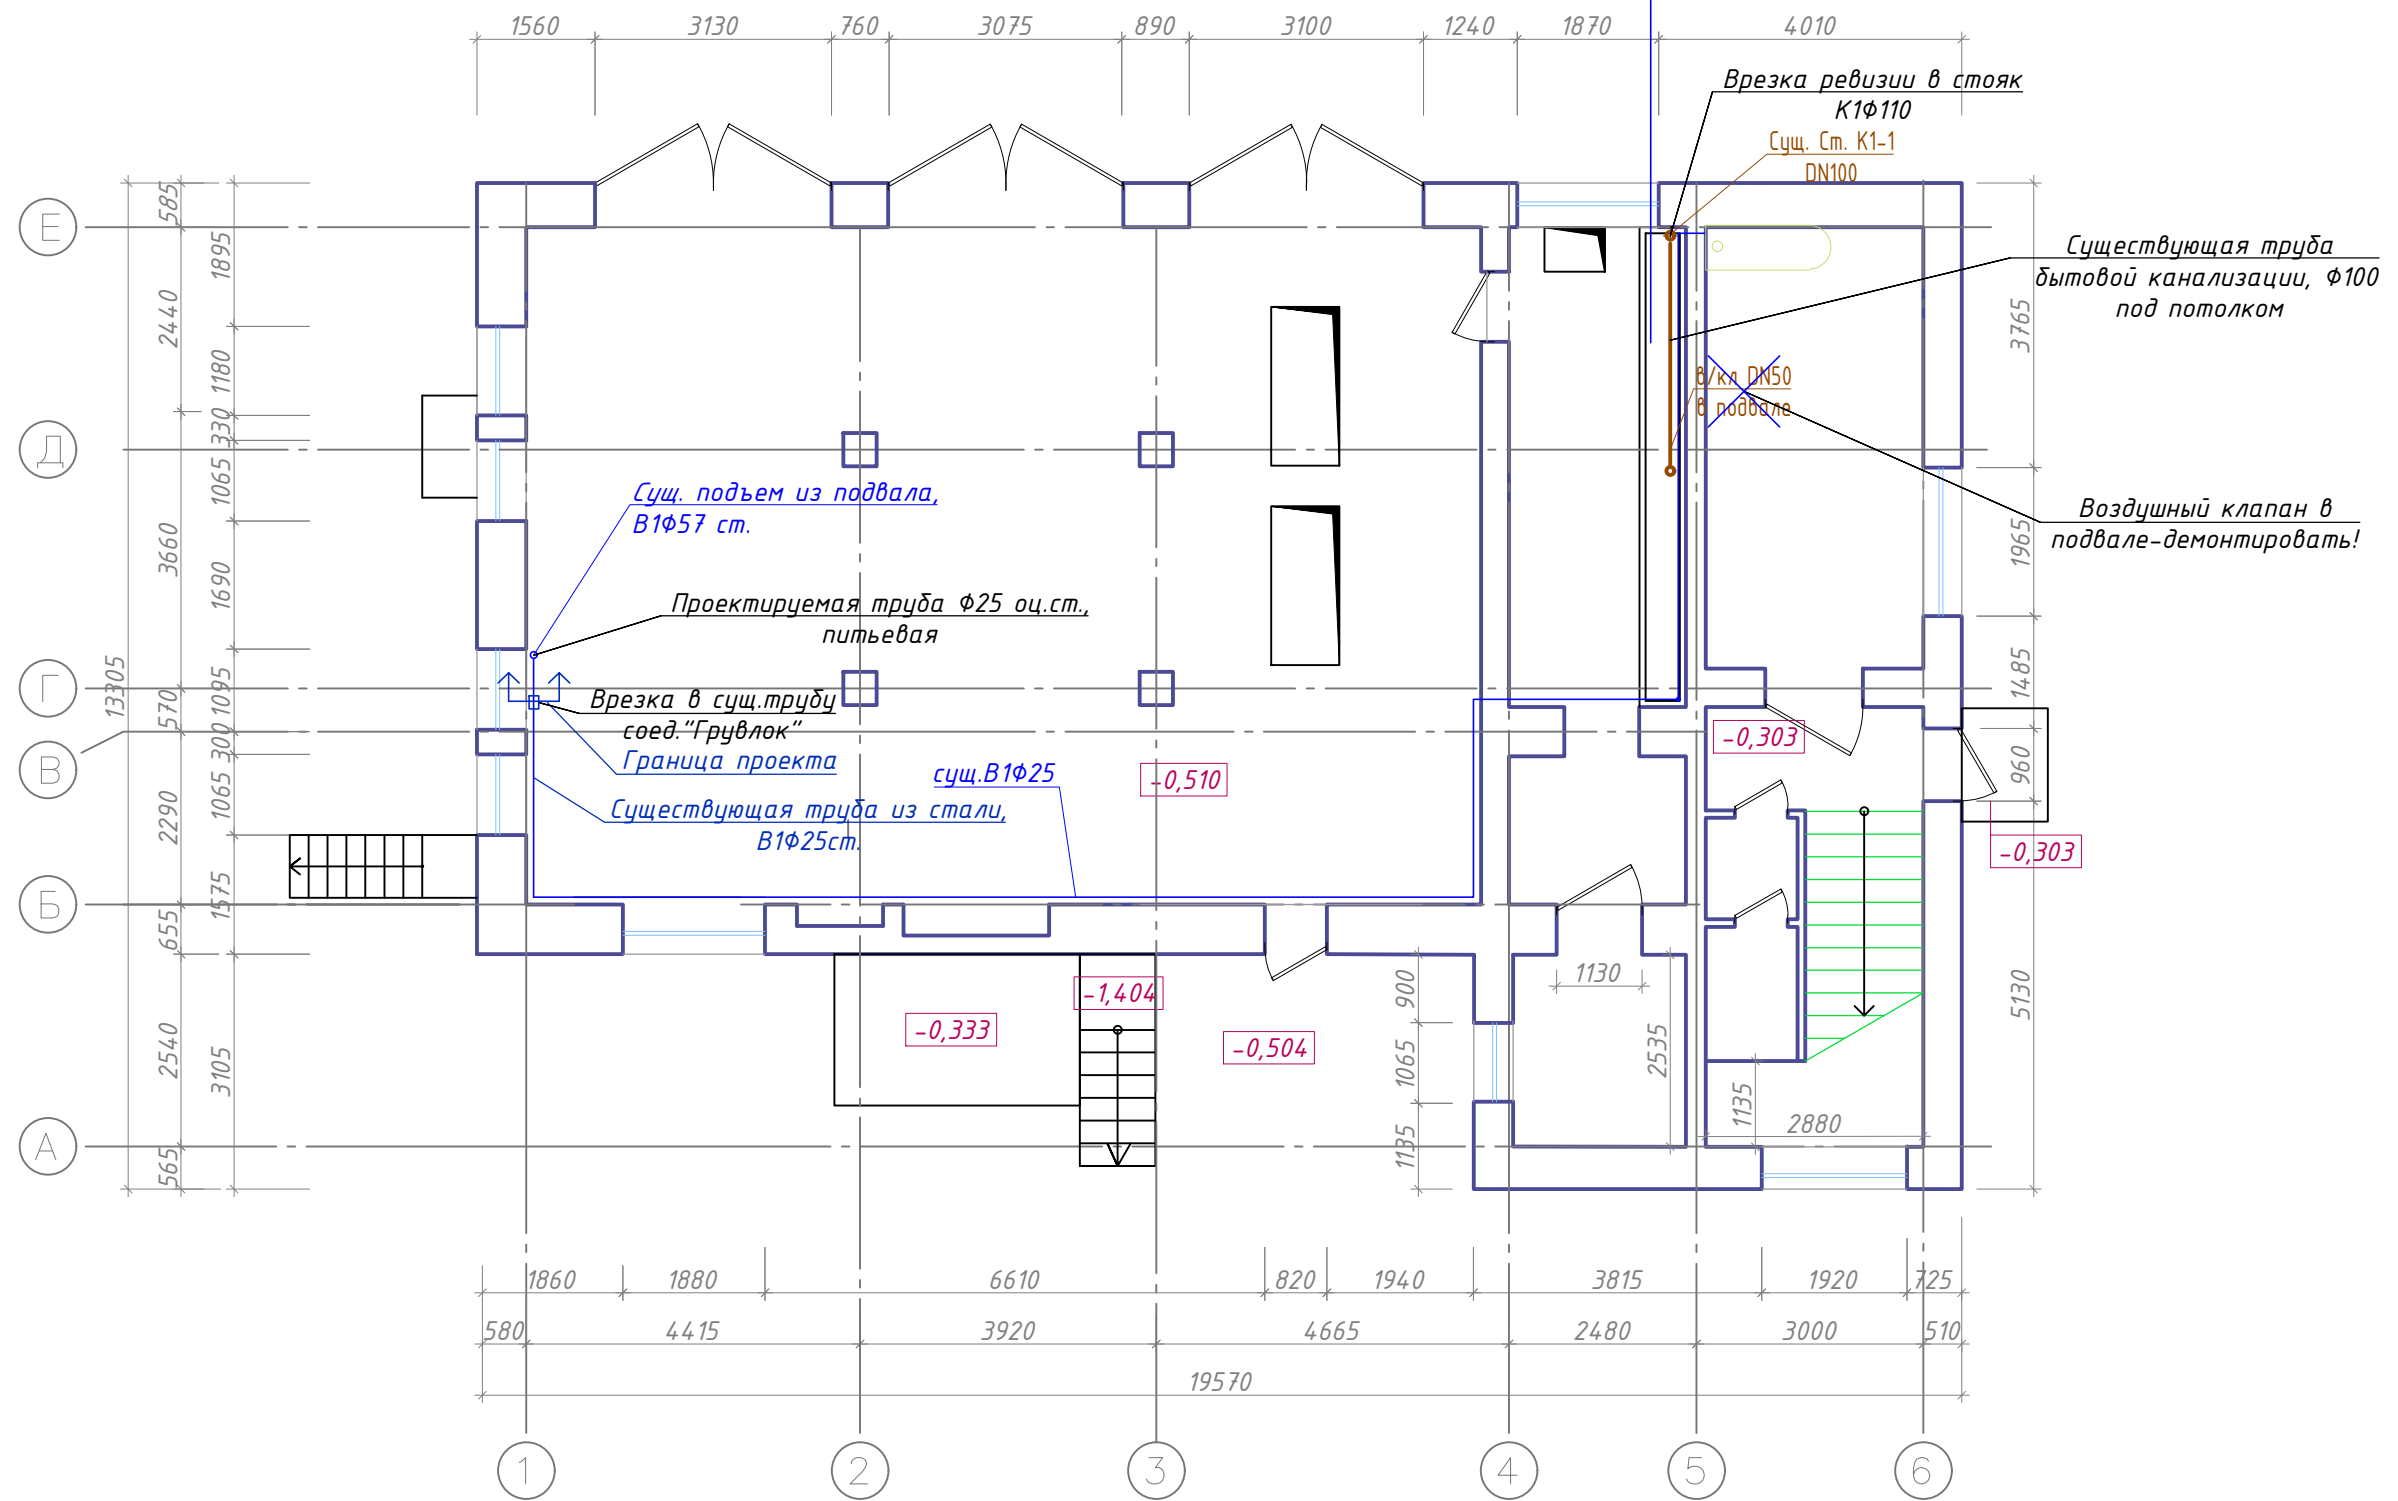 1560 3130 760 3075 890 3100 1240 1870 4010
Врезка ревизии в стояк
К1Ф110
Сущ. Ст. К1-1
DN100
Существующая труба
бытовой канализации, Ф100
под потолком
в/кл DN50
в подвале
Воздушный клапан в
подвале-демонтировать!
Сущ. подъем из подвала,
В1Ф57 ст.
Проектируемая труба Ф25 оц.ст.,
питьевая
Врезка в сущ.трубу
соед."Грувлок"
Граница проекта
Существующая труба из стали,
В1Ф25ст.
сущ.В1Ф25
-0,510
-0,303
-0,303
-1,404
-0,333
-0,504
Е
Д
Г
В
Б
А
13305
585
2440
3660
570
2290
655
2540
565
1895
1180
330
1065
1690
1095
300
1065
1575
3105
3765
1965
1485
960
5130
900
1065
1135
1130
2535
1135
2880
1860 1880 6610 820 1940 3815 1920 725
580 4415 3920 4665 2480 3000 510
19570
1 2 3 4 5 6